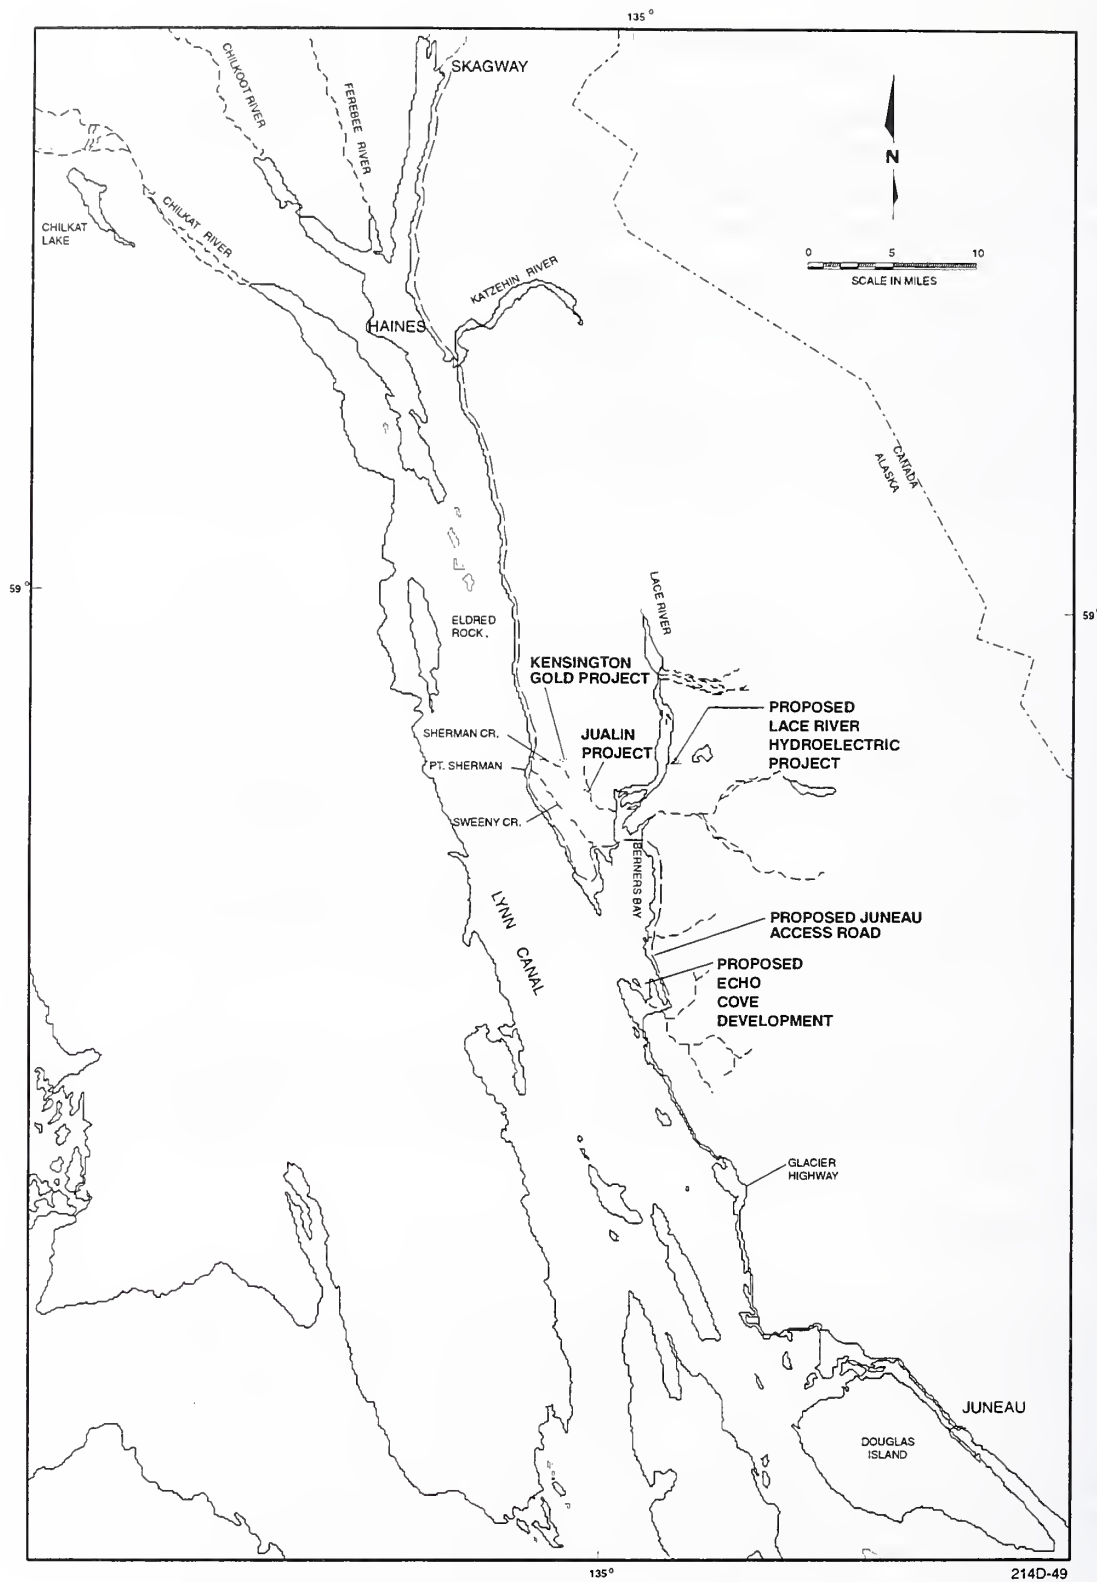 135°
SKAGWAY
CHILKOOT RIVER
FEREBEE RIVER
N
CHILKAT RIVER
CHILKAT
LAKE
0 5 10
SCALE IN MILES
KATZEHIN RIVER
HAINES
CANADA
ALASKA
59°
59°
LACE RIVER
ELDRED
ROCK.
KENSINGTON
GOLD PROJECT
PROPOSED
LACE RIVER
HYDROELECTRIC
PROJECT
SHERMAN CR.
JUALIN
PROJECT
PT. SHERMAN
SWEENY CR.
BERNERS BAY
LYNN CANAL
PROPOSED JUNEAU
ACCESS ROAD
PROPOSED
ECHO
COVE
DEVELOPMENT
GLACIER
HIGHWAY
JUNEAU
DOUGLAS
ISLAND
135°
214D-49